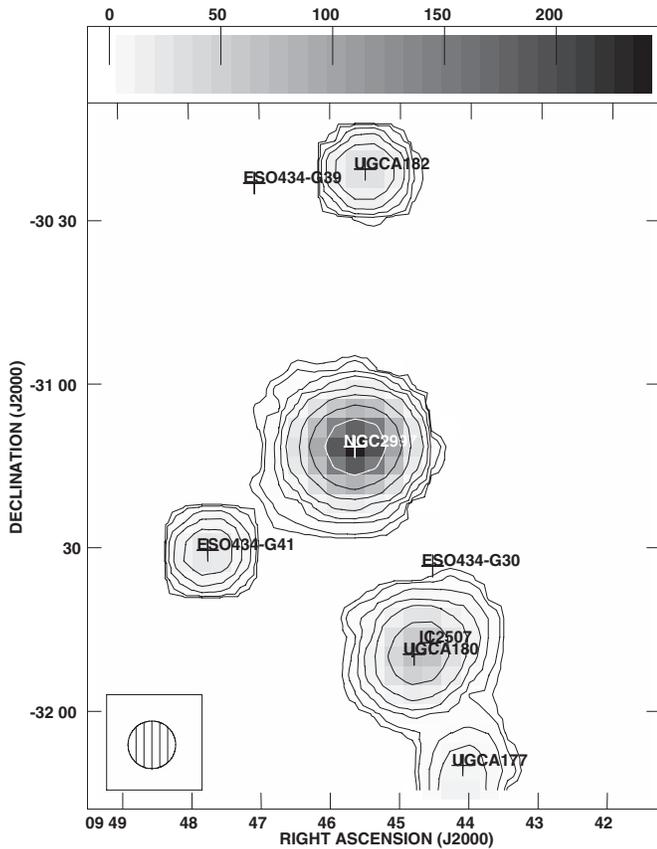 0 50 100 150 200
UGCA182
ESO434-G39
-30 30
-31 00
NGC2997
ESO434-G41
30
ESO434-G30
IC2507
UGCA180
-32 00
UGCA177
DECLINATION (J2000)
09 49 48 47 46 45 44 43 42
RIGHT ASCENSION (J2000)